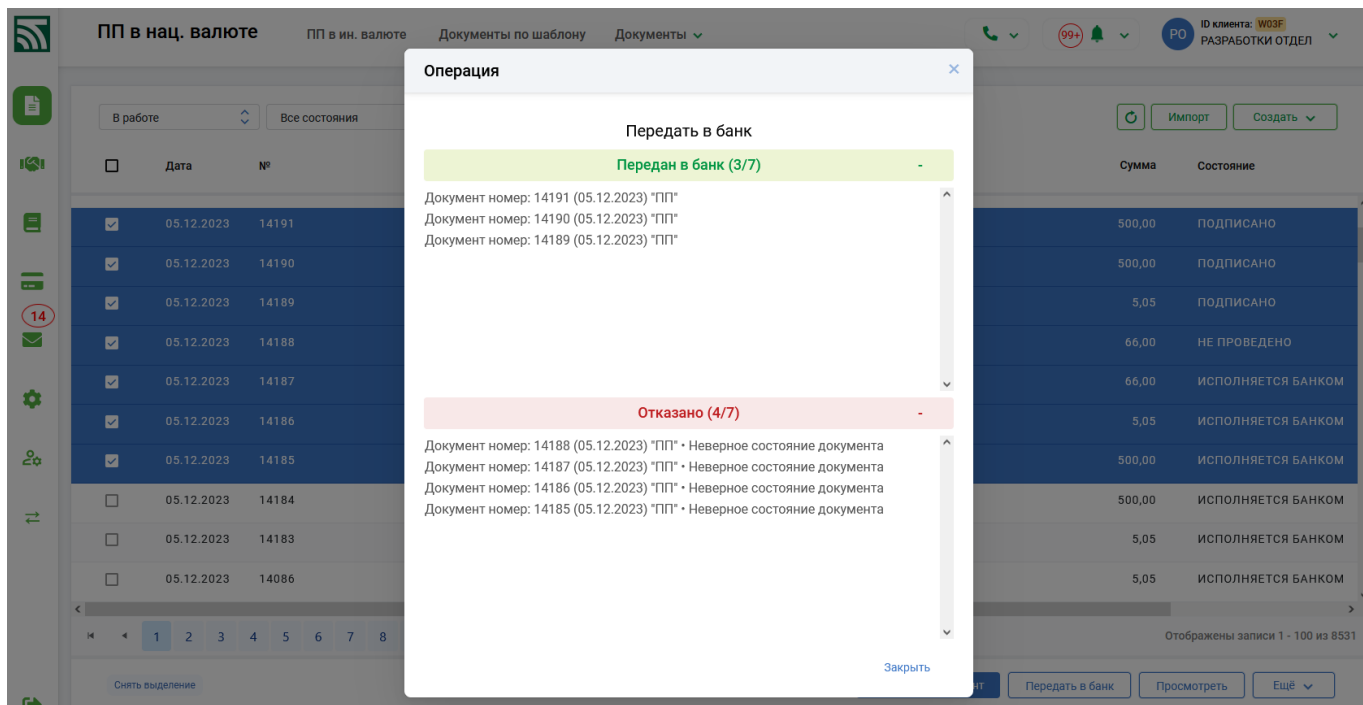 ПП в нац. валюте ПП в ин. валюте Документы по шаблону Документы 99+ PO ID клиента: W03F
РАЗРАБОТКИ ОТДЕЛ
Операция ×
В работе Все состояния Импорт Создать
Передать в банк
Дата № Сумма Состояние
Передан в банк (3/7) -
Документ номер: 14191 (05.12.2023) "ПП"
Документ номер: 14190 (05.12.2023) "ПП"
Документ номер: 14189 (05.12.2023) "ПП"
05.12.2023 14191 500,00 ПОДПИСАНО
05.12.2023 14190 500,00 ПОДПИСАНО
05.12.2023 14189 5,05 ПОДПИСАНО
14
05.12.2023 14188 66,00 НЕ ПРОВЕДЕНО
05.12.2023 14187 66,00 ИСПОЛНЯЕТСЯ БАНКОМ
Отказано (4/7) -
05.12.2023 14186 5,05 ИСПОЛНЯЕТСЯ БАНКОМ
Документ номер: 14188 (05.12.2023) "ПП" • Неверное состояние документа
Документ номер: 14187 (05.12.2023) "ПП" • Неверное состояние документа
Документ номер: 14186 (05.12.2023) "ПП" • Неверное состояние документа
Документ номер: 14185 (05.12.2023) "ПП" • Неверное состояние документа
05.12.2023 14185 500,00 ИСПОЛНЯЕТСЯ БАНКОМ
05.12.2023 14184 500,00 ИСПОЛНЯЕТСЯ БАНКОМ
05.12.2023 14183 5,05 ИСПОЛНЯЕТСЯ БАНКОМ
05.12.2023 14086 5,05 ИСПОЛНЯЕТСЯ БАНКОМ
1 2 3 4 5 6 7 8 Отображены записи 1 - 100 из 8531
Закрыть
Снять выделение нт Передать в банк Просмотреть Ещё